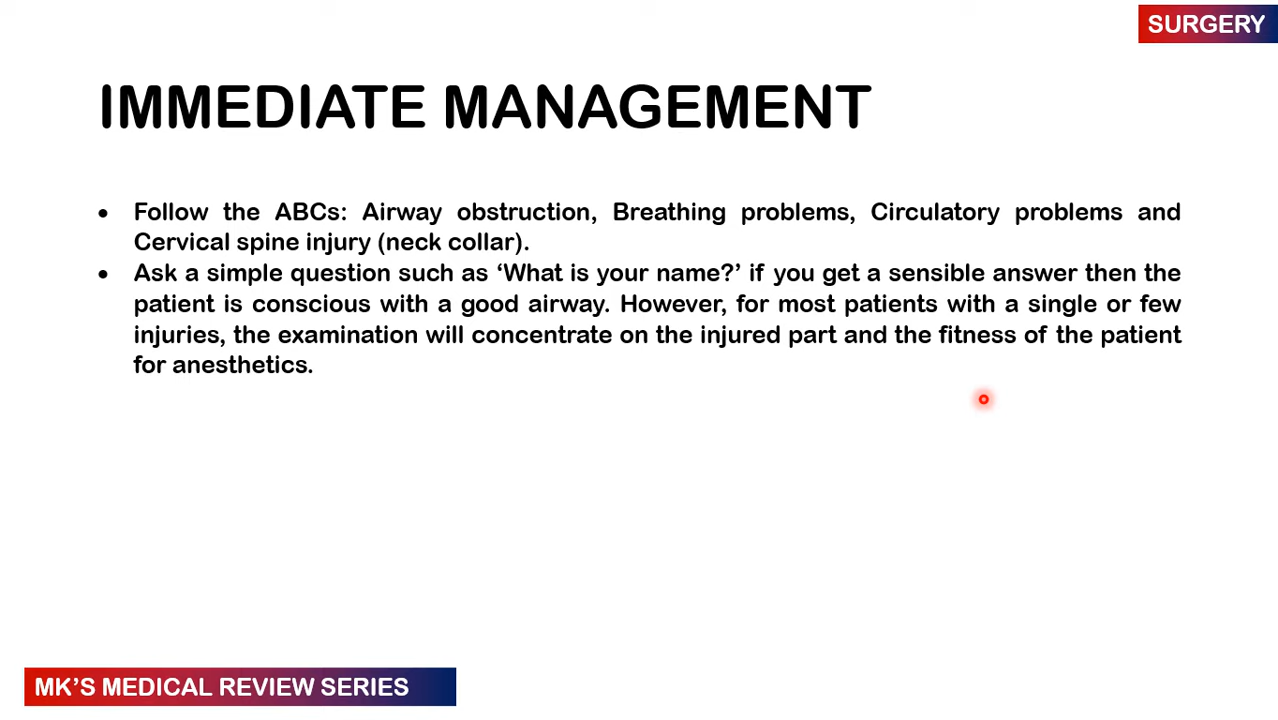 SURGERY
IMMEDIATE MANAGEMENT
• Follow the ABCs: Airway obstruction, Breathing problems, Circulatory problems and
Cervical spine injury (neck collar).
• Ask a simple question such as ‘What is your name?’ if you get a sensible answer then the
patient is conscious with a good airway. However, for most patients with a single or few
injuries, the examination will concentrate on the injured part and the fitness of the patient
for anesthetics.
MK’S MEDICAL REVIEW SERIES